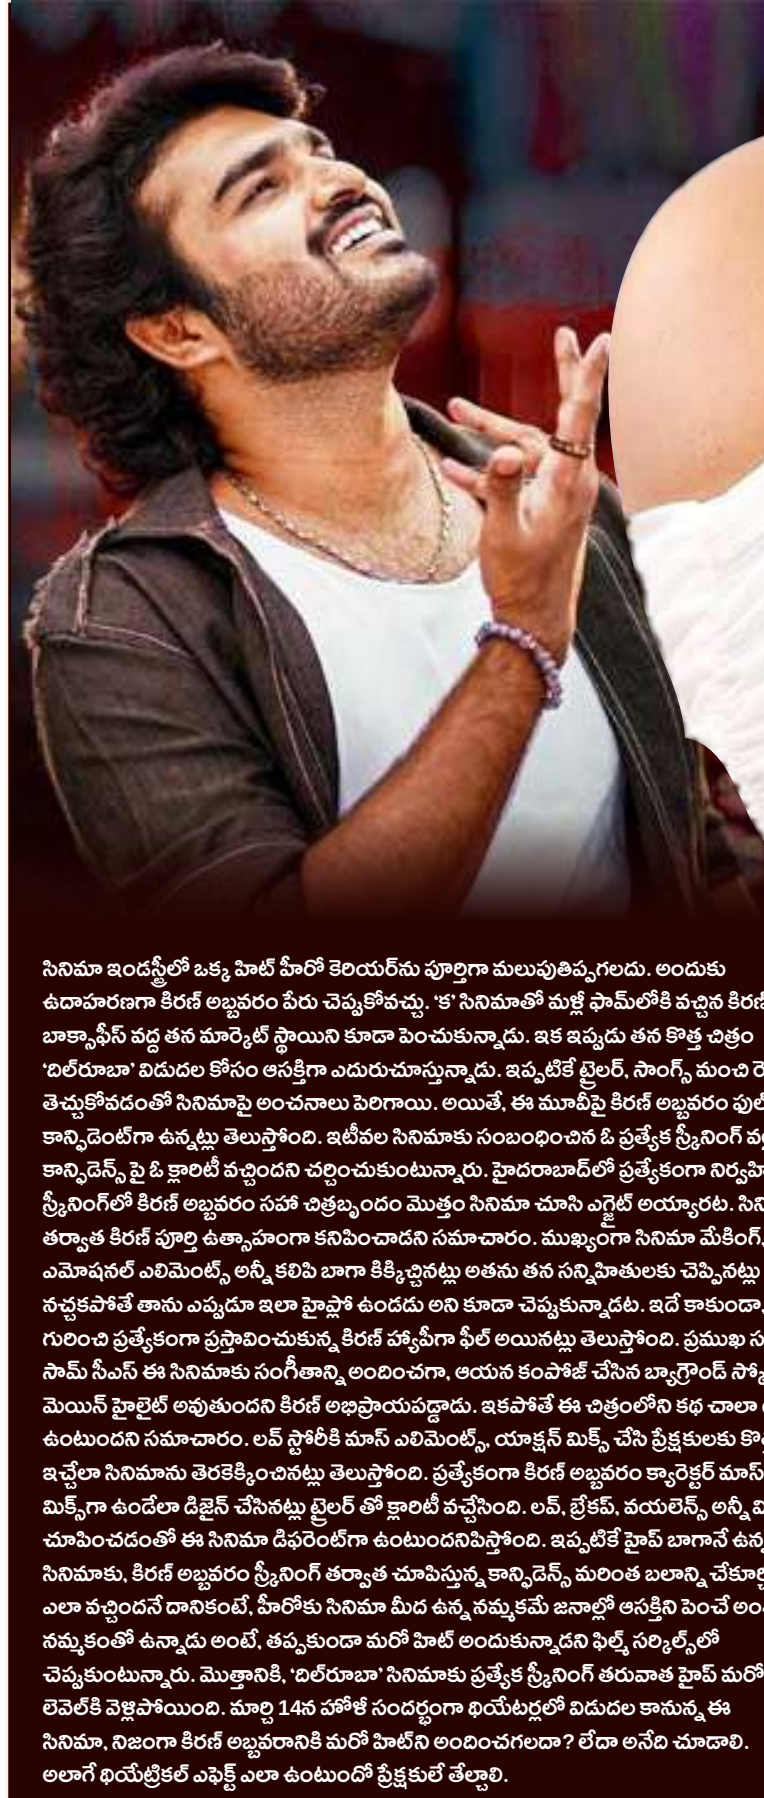 సినిమా ఇండస్ట్రీలో ఒక్క హిట్ హీరో కెరియర్‌ను పూర్తిగా మలుపుతిప్పగలదు. అందుకు
ఉదాహరణగా కిరణ్ అబ్బవరం పేరు చెప్పుకోవచ్చు. ‘క’ సినిమాతో మళ్లీ ఫామ్‌లోకి వచ్చిన కిరణ్
బాక్సాఫీస్ వద్ద తన మార్కెట్ స్థాయిని కూడా పెంచుకున్నాడు. ఇక ఇప్పుడు తన కొత్త చిత్రం
‘దిల్‌రూబా’ విడుదల కోసం ఆసక్తిగా ఎదురుచూస్తున్నాడు. ఇప్పటికే ట్రైలర్, సాంగ్స్ మంచి
తెచ్చుకోవడంతో సినిమాపై అంచనాలు పెరిగాయి. అయితే, ఈ మూవీపై కిరణ్ అబ్బవరం ఫుల్
కాన్ఫిడెంట్‌గా ఉన్నట్లు తెలుస్తోంది. ఇటీవల సినిమాకు సంబంధించిన ఓ ప్రత్యేక స్క్రీనింగ్
కాన్ఫిడెన్స్ పై ఓ క్లారిటీ వచ్చిందని చర్చించుకుంటున్నారు. హైదరాబాద్‌లో ప్రత్యేకంగా
స్క్రీనింగ్‌లో కిరణ్ అబ్బవరం సహా చిత్రబృందం మొత్తం సినిమా చూసి ఎగ్జైట్ అయ్యారట.
తర్వాత కిరణ్ పూర్తి ఉత్సాహంగా కనిపించాడని సమాచారం. ముఖ్యంగా సినిమా మేకింగ్,
ఎమోషనల్ ఎలిమెంట్స్ అన్నీ కలిపి బాగా కిక్కిచ్చినట్లు అతను తన సన్నిహితులకు చెప్పినట్లు
నచ్చకపోతే తాను ఎప్పుడూ ఇలా హైప్లో ఉండడు అని కూడా చెప్పుకున్నాడట. ఇదే కాకుండా,
గురించి ప్రత్యేకంగా ప్రస్తావించుకున్న కిరణ్ హ్యాపీగా ఫీల్ అయినట్లు తెలుస్తోంది. ప్రముఖ
సామ్ సీఎస్ ఈ సినిమాకు సంగీతాన్ని అందించగా, ఆయన కంపోజ్ చేసిన బ్యాగ్రౌండ్
మెయిన్ హైలైట్ అవుతుందని కిరణ్ అభిప్రాయపడ్డాడు. ఇకపోతే ఈ చిత్రంలోని కథ చాలా
ఉంటుందని సమాచారం. లవ్ స్టోరీకి మాస్ ఎలిమెంట్స్, యాక్షన్ మిక్స్ చేసి ప్రేక్షకులకు
ఇచ్చేలా సినిమాను తెరకెక్కించినట్లు తెలుస్తోంది. ప్రత్యేకంగా కిరణ్ అబ్బవరం క్యారెక్టర్ మాస్
మిక్స్‌గా ఉండేలా డిజైన్ చేసినట్లు ట్రైలర్ తో క్లారిటీ వచ్చేసింది. లవ్, బ్రేకప్, వయలెన్స్ అన్నీ
చూపించడంతో ఈ సినిమా డిఫరెంట్‌గా ఉంటుందనిపిస్తోంది. ఇప్పటికే హైప్ బాగానే
సినిమాకు, కిరణ్ అబ్బవరం స్క్రీనింగ్ తర్వాత చూపిస్తున్న కాన్ఫిడెన్స్ మరింత బలాన్ని
ఎలా వచ్చిందనే దానికంటే, హీరోకు సినిమా మీద ఉన్న నమ్మకమే జనాల్లో ఆసక్తిని పెంచే
నమ్మకంతో ఉన్నాడు అంటే, తప్పకుండా మరో హిట్ అందుకున్నాడని ఫిల్మ్ సర్కిల్స్‌లో
చెప్పుకుంటున్నారు. మొత్తానికి, ‘దిల్‌రూబా’ సినిమాకు ప్రత్యేక స్క్రీనింగ్ తరువాత హైప్ మరో
లెవెల్‌కి వెళ్లిపోయింది. మార్చి 14న హోళీ సందర్భంగా థియేటర్లలో విడుదల కానున్న ఈ
సినిమా, నిజంగా కిరణ్ అబ్బవరానికి మరో హిట్‌ని అందించగలదా? లేదా అనేది చూడాలి.
అలాగే థియేట్రికల్ ఎఫెక్ట్ ఎలా ఉంటుందో ప్రేక్షకులే తేల్చాలి.